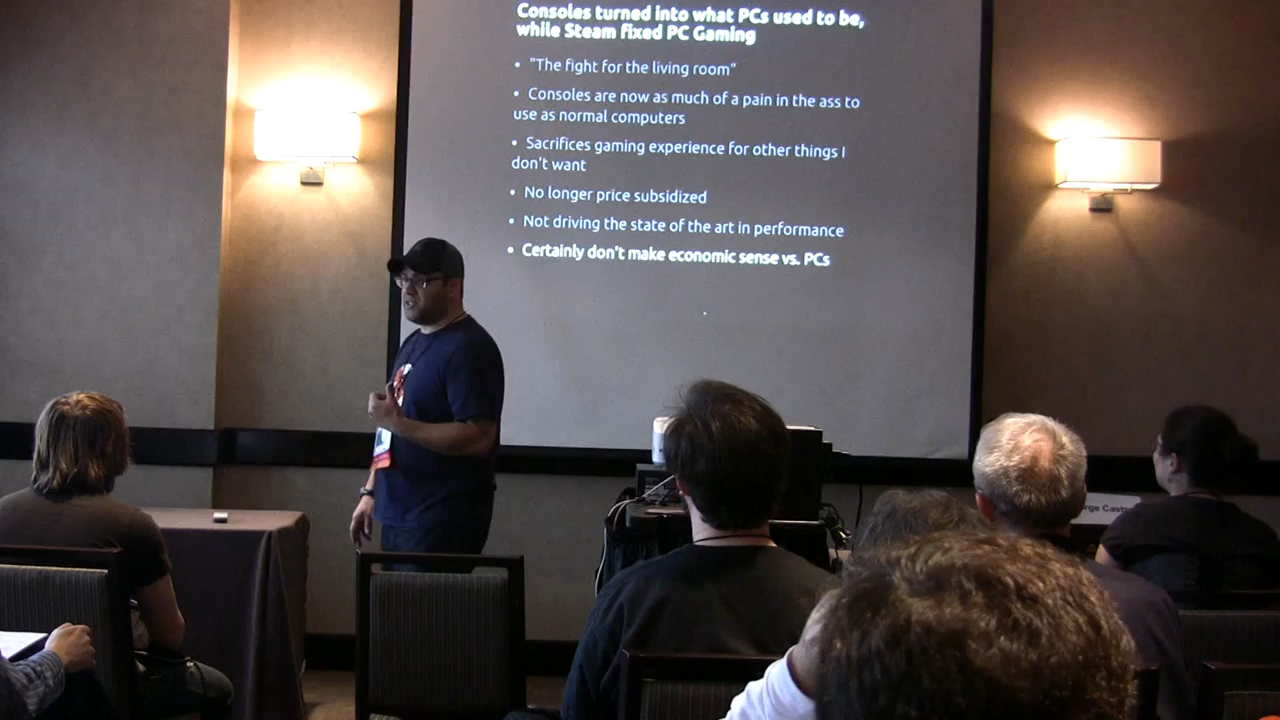 Consoles turned into what PCs used to be,
while Steam fixed PC Gaming
• "The fight for the living room"
• Consoles are now as much of a pain in the ass to
use as normal computers
• Sacrifices gaming experience for other things I
don't want
• No longer price subsidized
• Not driving the state of the art in performance
• Certainly don't make economic sense vs. PCs